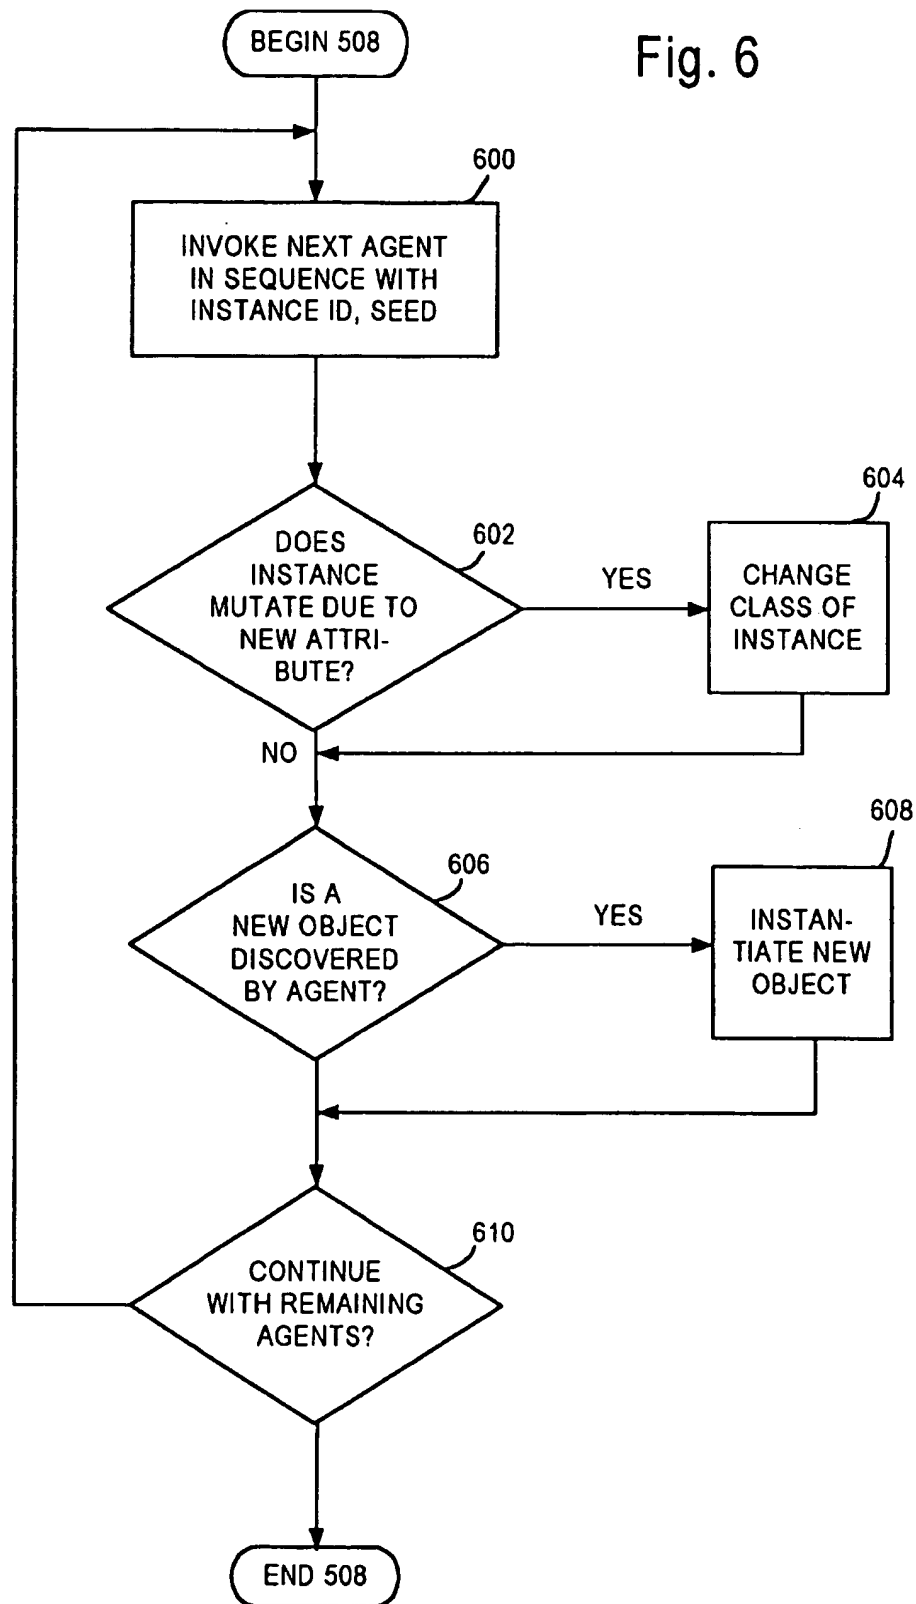 BEGIN 508
Fig. 6
600
INVOKE NEXT AGENT
IN SEQUENCE WITH
INSTANCE ID, SEED
602
DOES
INSTANCE
MUTATE DUE TO
NEW ATTRI-
BUTE?
YES
604
CHANGE
CLASS OF
INSTANCE
NO
606
IS A
NEW OBJECT
DISCOVERED
BY AGENT?
YES
608
INSTAN-
TIATE NEW
OBJECT
610
CONTINUE
WITH REMAINING
AGENTS?
END 508